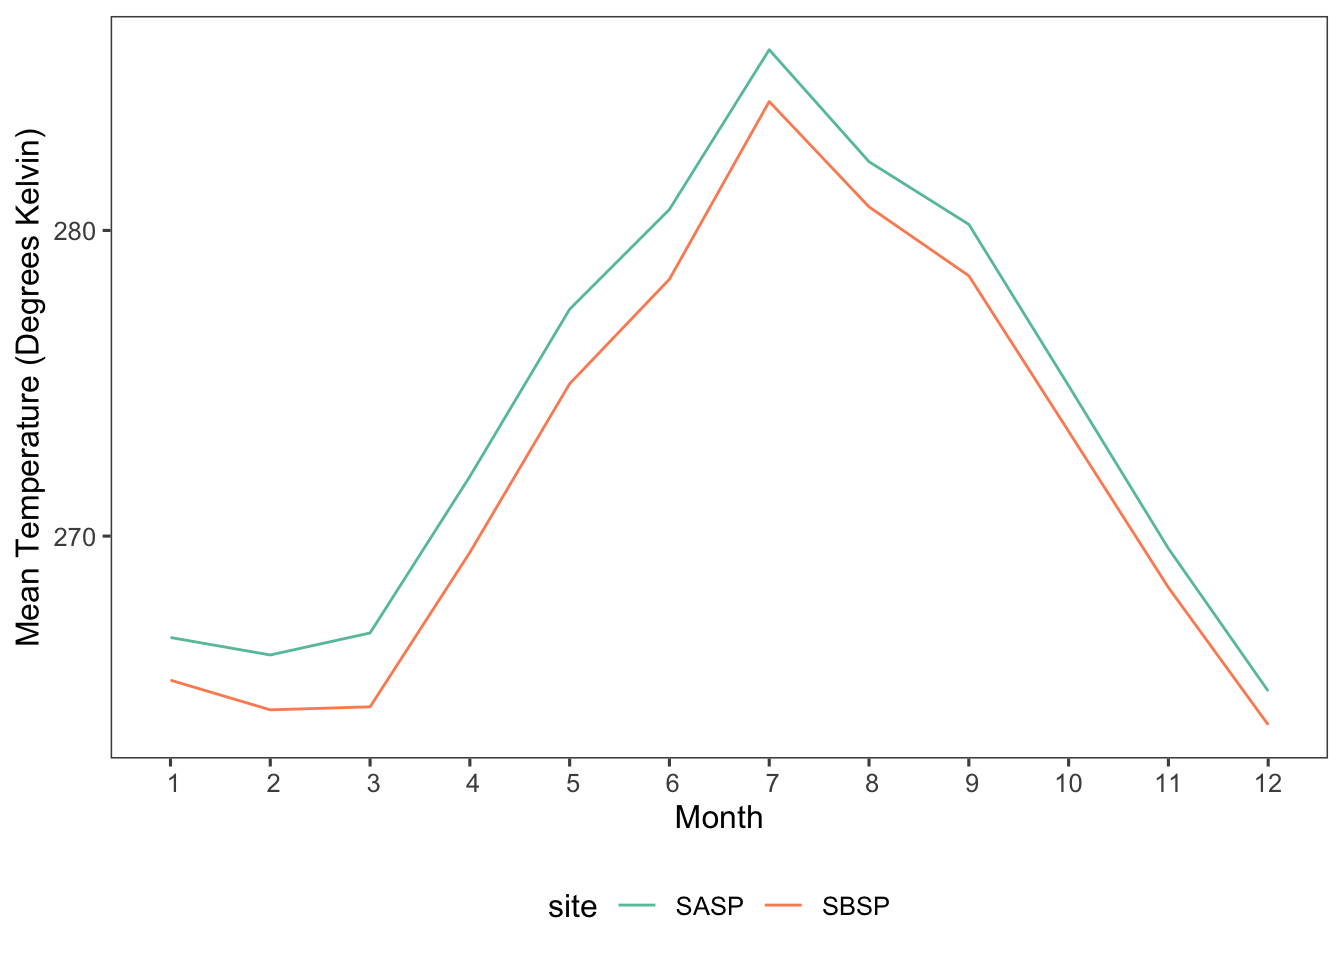 Mean Temperature (Degrees Kelvin)
280
270
1 2 3 4 5 6 7 8 9 10 11 12
Month
site SASP SBSP